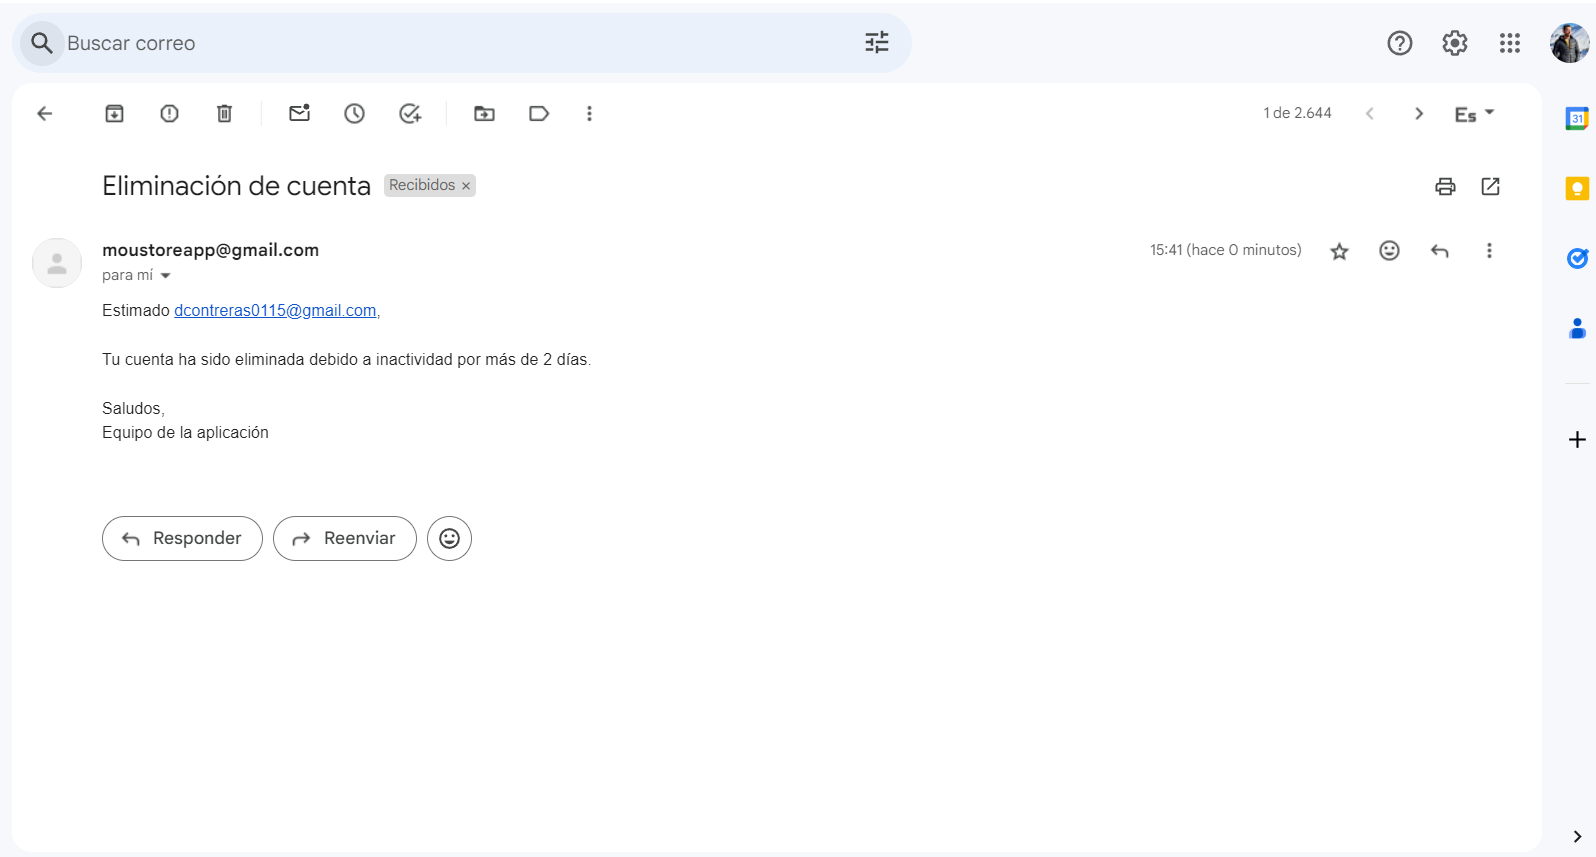 Buscar correo
1 de 2.644
Es
Eliminación de cuenta
Recibidos ×
moustoreapp@gmail.com
15:41 (hace 0 minutos)
para mí
Estimado dcontreras0115@gmail.com,
Tu cuenta ha sido eliminada debido a inactividad por más de 2 días.
Saludos,
Equipo de la aplicación
Responder
Reenviar
31